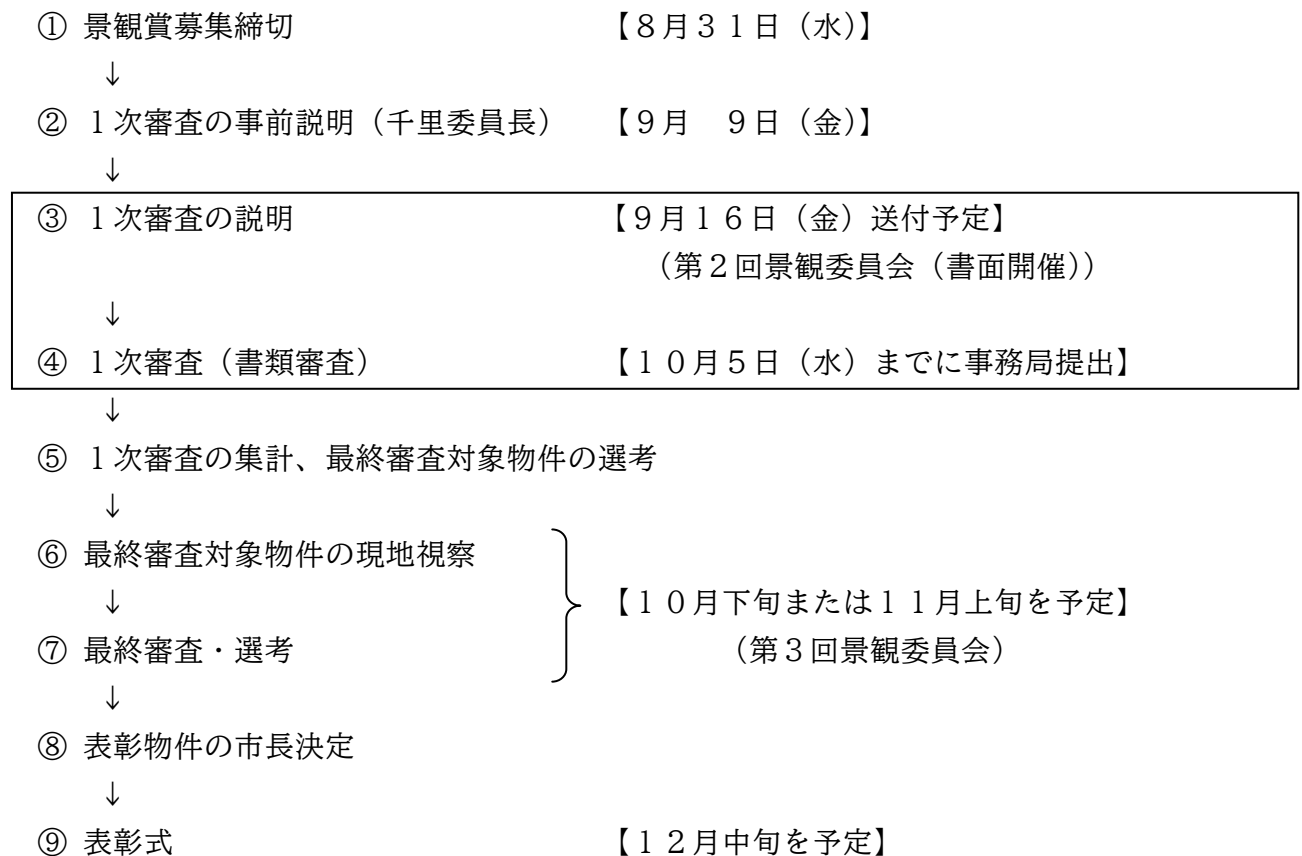 ① 景観賞募集締切 【８月３１日（水）】
↓
② １次審査の事前説明（千里委員長） 【９月　９日（金）】
↓
③ １次審査の説明 【９月１６日（金）送付予定】
（第２回景観委員会（書面開催））
↓
④ １次審査（書類審査） 【１０月５日（水）までに事務局提出】
↓
⑤ １次審査の集計、最終審査対象物件の選考
↓
⑥ 最終審査対象物件の現地視察
↓ 【１０月下旬または１１月上旬を予定】
⑦ 最終審査・選考 （第３回景観委員会）
↓
⑧ 表彰物件の市長決定
↓
⑨ 表彰式 【１２月中旬を予定】